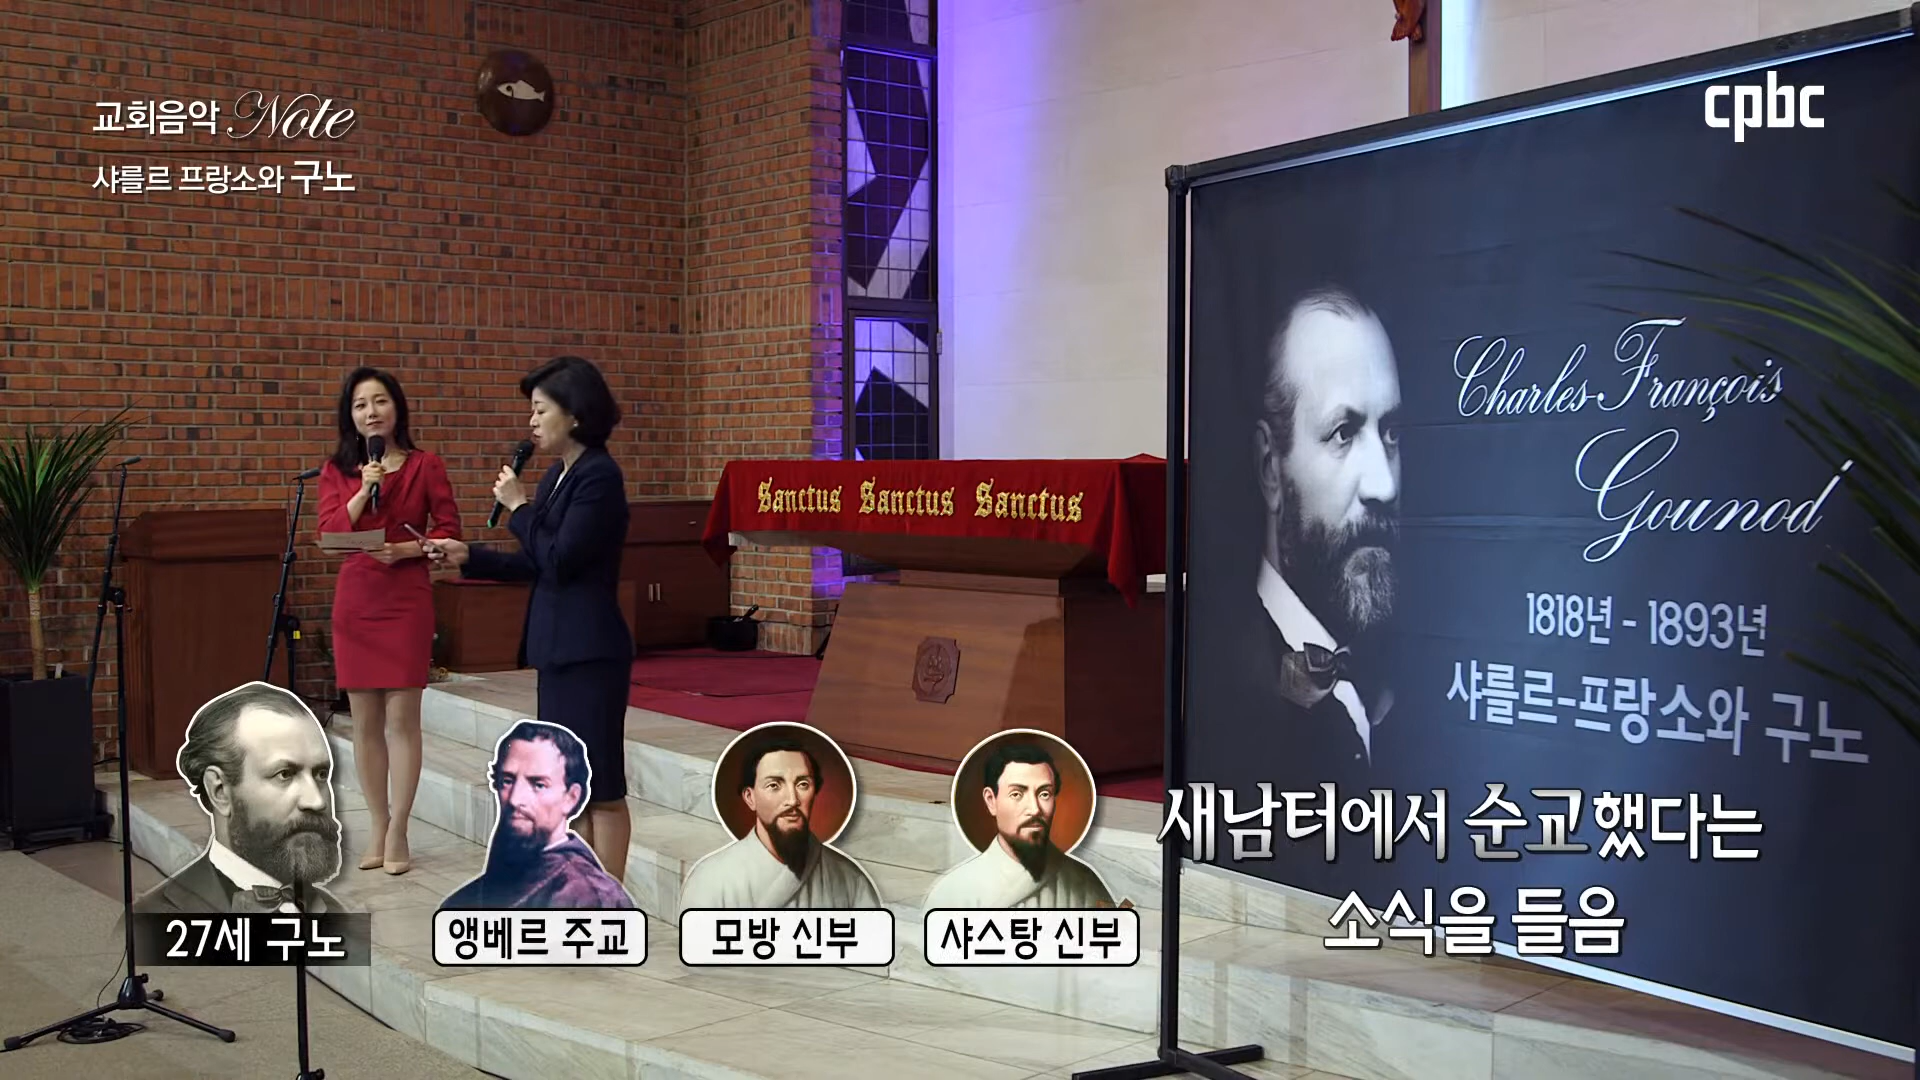 교회음악 Note
샤를르 프랑소와 구노
cpbc
Sanctus Sanctus Sanctus
Charles-François
Gounod
1818년 - 1893년
샤를르-프랑소와 구노
새남터에서 순교했다는
소식을 들음
27세 구노
앵베르 주교
모방 신부
샤스탕 신부